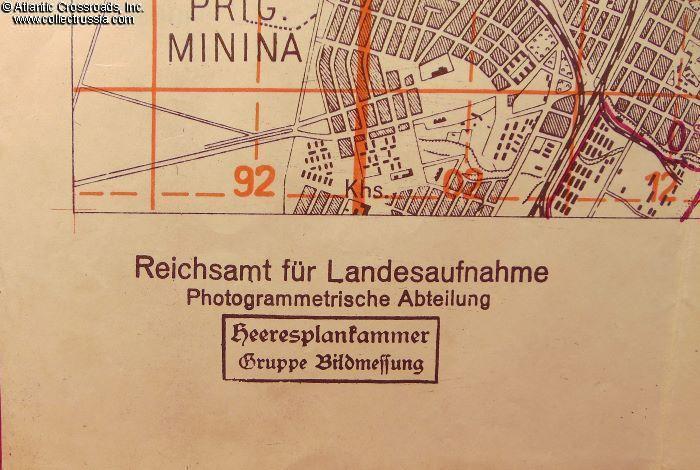 © Atlantic Crossroads, Inc.
www.collectrussia.com
PRIG.
MININA
92
Khs.
02
12
0
Reichsamt für Landesaufnahme
Photogrammetrische Abteilung
Heeresplankammer
Gruppe Bildmessung